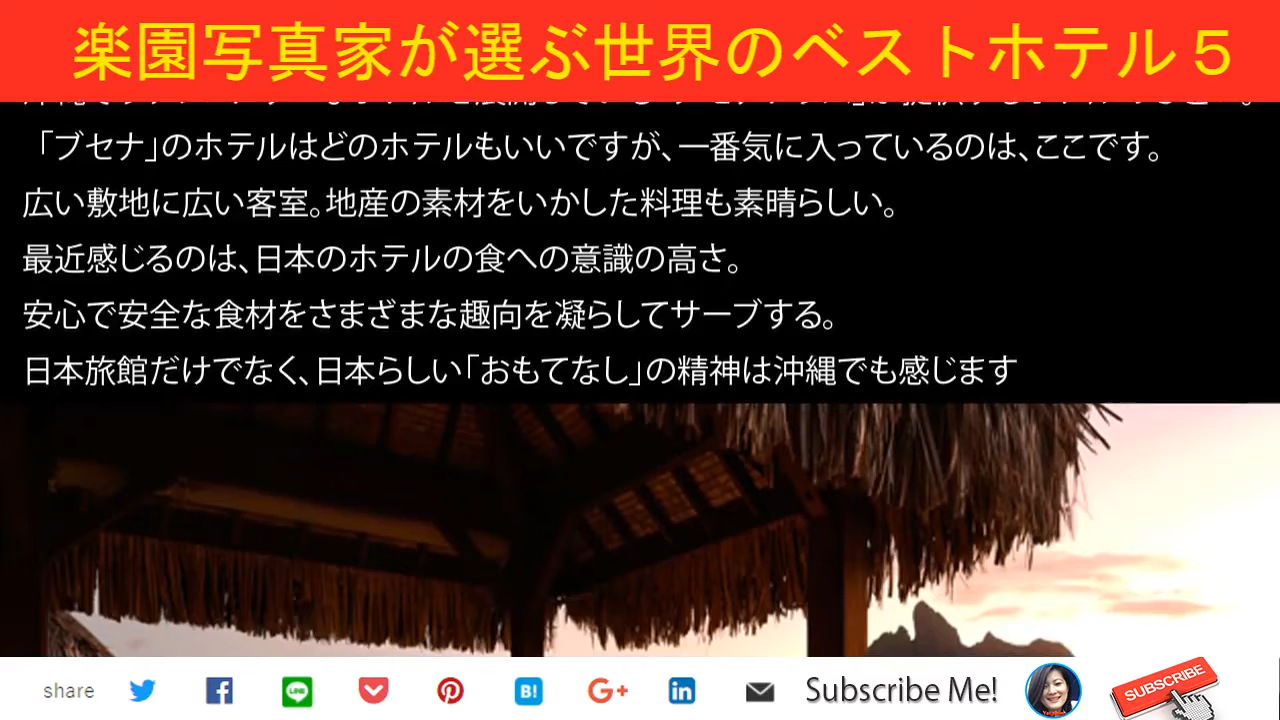 楽園写真家が選ぶ世界のベストホテル５
「ブセナ」のホテルはどのホテルもいいですが、一番気に入っているのは、ここです。
広い敷地に広い客室。地産の素材をいかした料理も素晴らしい。
最近感じるのは、日本のホテルの食への意識の高さ。
安心で安全な食材をさまざまな趣向を凝らしてサーブする。
日本旅館だけでなく、日本らしい「おもてなし」の精神は沖縄でも感じます
share
LINE
B!
G+
in
Subscribe Me!
SUBSCRIBE